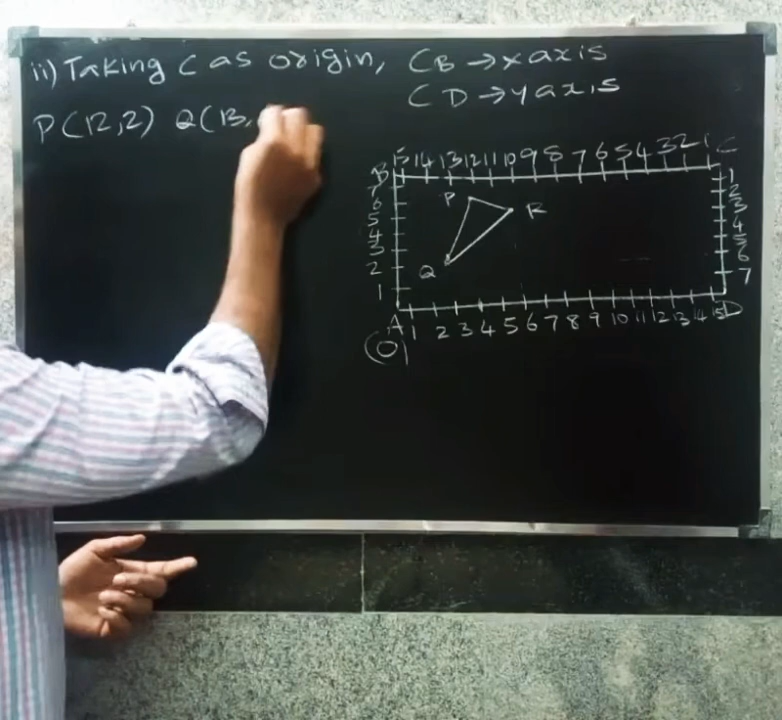 ii) Taking C as origin, CB → x axis
CD → y axis
P(12,2) Q(13,
15 14 13 12 11 10 9 8 7 6 5 4 3 2 1 C
B
7 6 5 4 3 2 1
P
R
Q
1 2 3 4 5 6 7
A 1 2 3 4 5 6 7 8 9 10 11 12 13 14 15 D
(0)